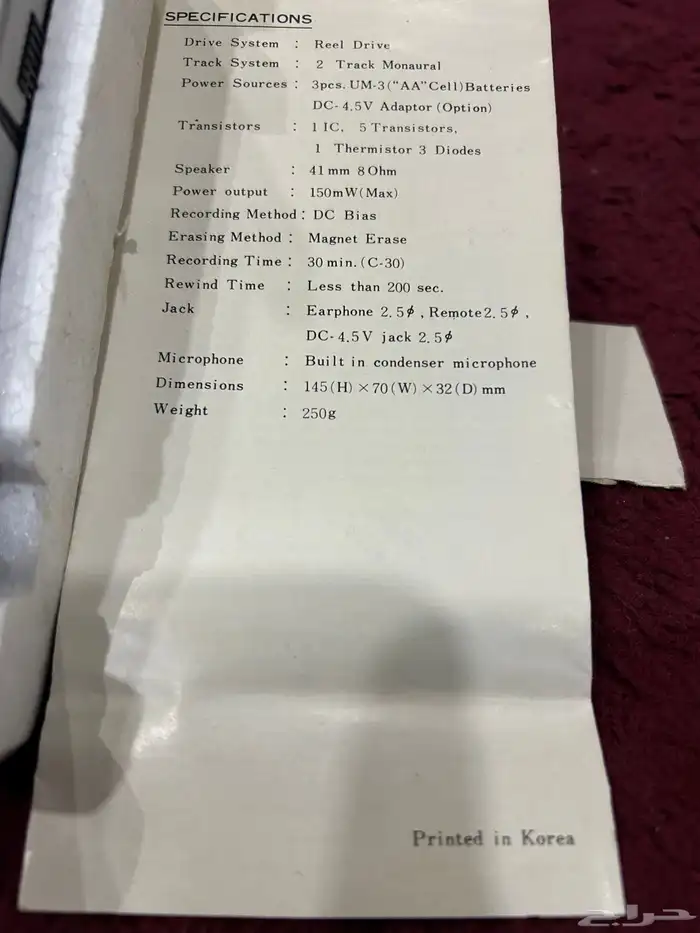 SPECIFICATIONS
Drive System : Reel Drive
Track System : 2 Track Monaural
Power Sources : 3pcs. UM-3 ("AA" Cell) Batteries
DC- 4.5V Adaptor (Option)
Transistors : 1 IC, 5 Transistors,
1 Thermistor 3 Diodes
Speaker : 41 mm 8 Ohm
Power output : 150mW (Max)
Recording Method : DC Bias
Erasing Method : Magnet Erase
Recording Time : 30 min. (C-30)
Rewind Time : Less than 200 sec.
Jack : Earphone 2.5φ , Remote 2.5φ ,
DC- 4.5V jack 2.5φ
Microphone : Built in condenser microphone
Dimensions : 145 (H) × 70 (W) × 32 (D) mm
Weight : 250g
Printed in Korea
حراج